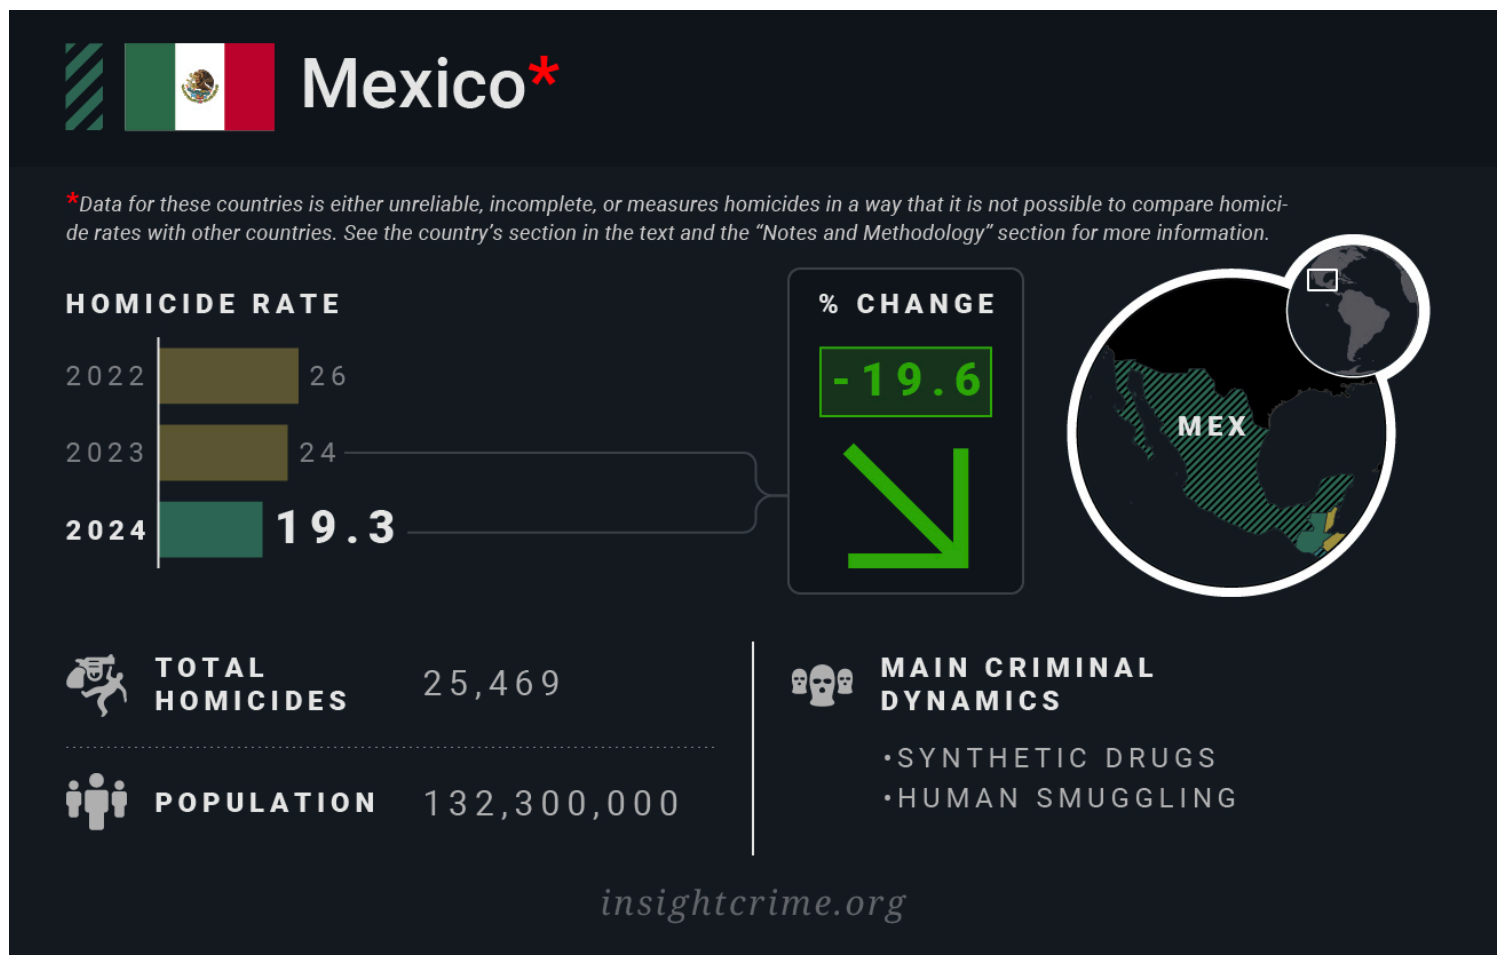 Mexico*
*Data for these countries is either unreliable, incomplete, or measures homicides in a way that it is not possible to compare homici-
de rates with other countries. See the country's section in the text and the “Notes and Methodology” section for more information.
HOMICIDE RATE
2022 26
2023 24
2024 19.3
% CHANGE
-19.6
MEX
TOTAL
HOMICIDES
25,469
POPULATION
132,300,000
MAIN CRIMINAL
DYNAMICS
•SYNTHETIC DRUGS
•HUMAN SMUGGLING
insightcrime.org